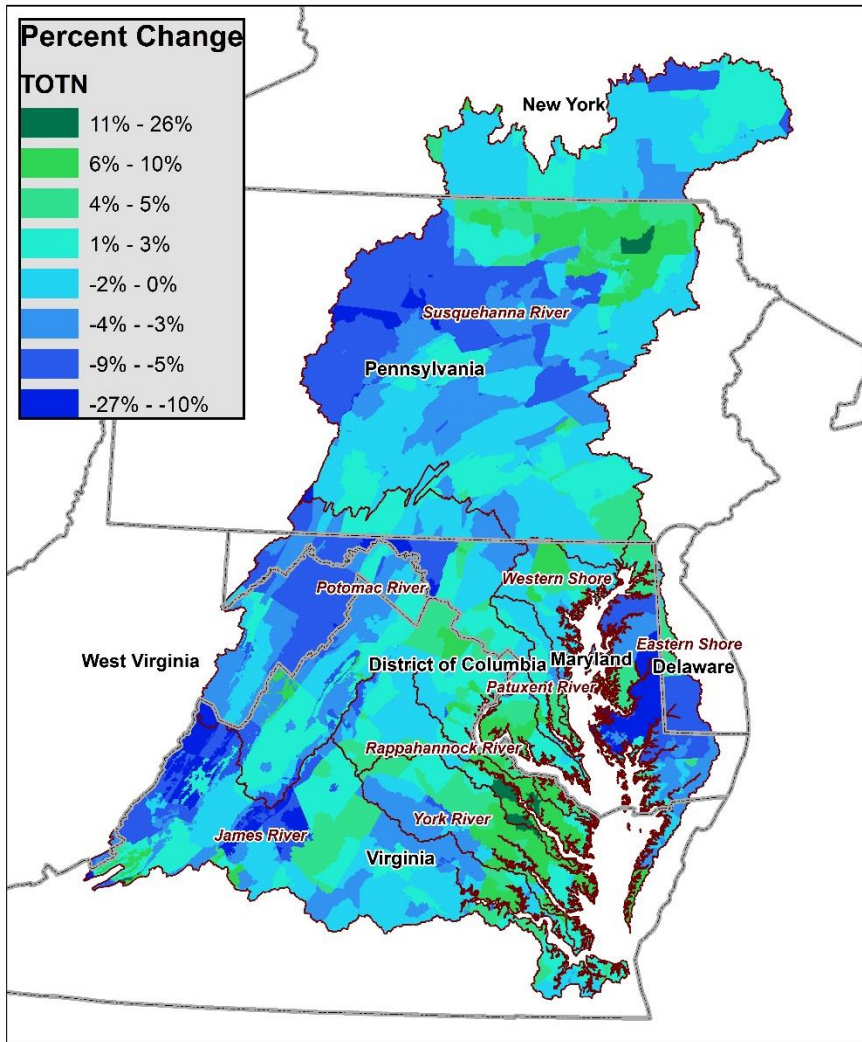 Percent Change
TOTN
11% - 26%
6% - 10%
4% - 5%
1% - 3%
-2% - 0%
-4% - -3%
-9% - -5%
-27% - -10%
New York
Susquehanna River
Pennsylvania
Western Shore
Potomac River
Eastern Shore
West Virginia
District of Columbia
Maryland
Delaware
Patuxent River
Rappahannock River
York River
James River
Virginia